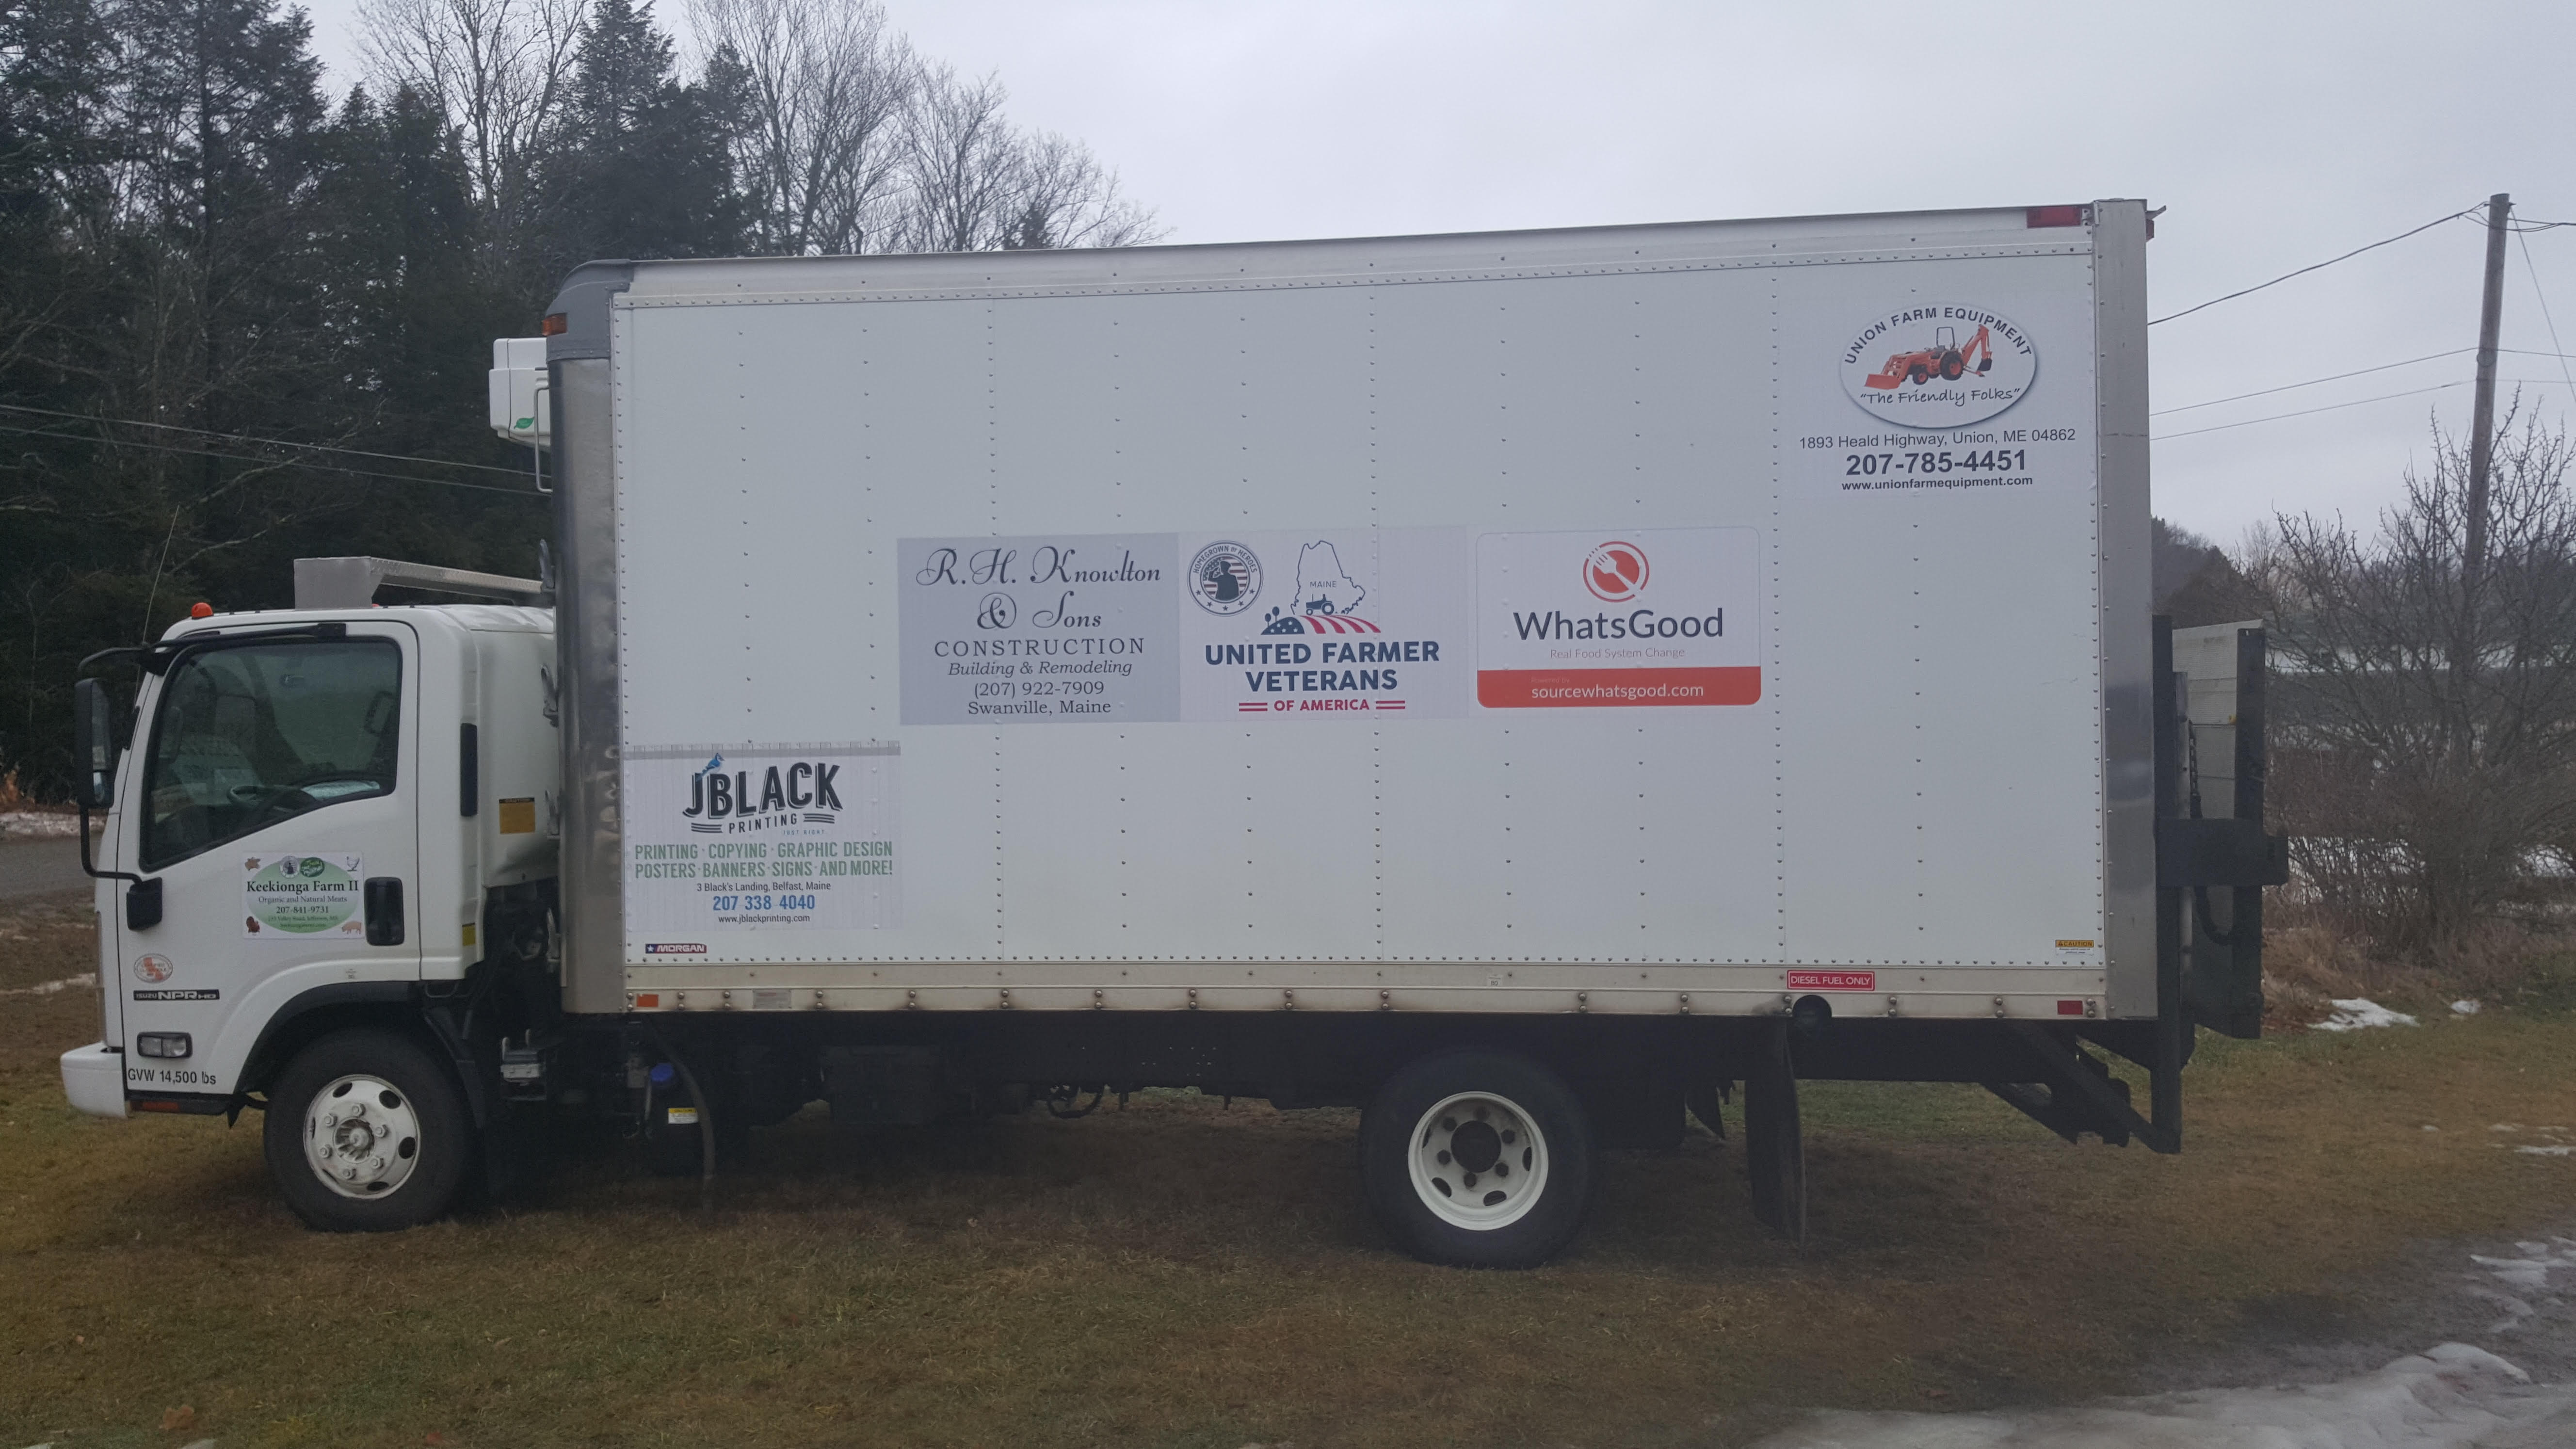 UNION FARM EQUIPMENT
"The Friendly Folks"
1893 Heald Highway, Union, ME 04862
207-785-4451
www.unionfarmequipment.com
R.H. Knowlton
& Sons
CONSTRUCTION
Building & Remodeling
(207) 922-7909
Swanville, Maine
HOMEGROWN BY HEROES
MAINE
UNITED FARMER
VETERANS
OF AMERICA
WhatsGood
Real Food System Change
Powered by
sourcewhatsgood.com
JBLACK
PRINTING
PRINTING · COPYING · GRAPHIC DESIGN
POSTERS · BANNERS · SIGNS · AND MORE!
3 Black's Landing, Belfast, Maine
207 338 4040
www.jblackprinting.com
MORGAN
Keekionga Farm II
Organic and Natural Meats
207-841-9731
ISUZU NPR HD
GVW 14,500 lbs
CAUTION
DIESEL FUEL ONLY